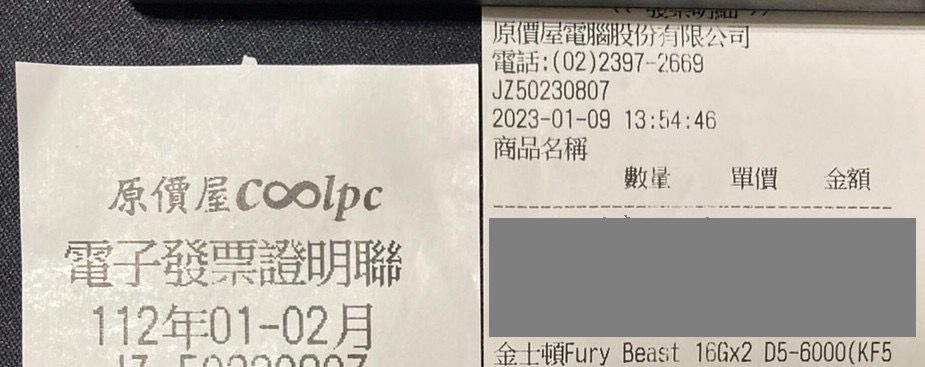 原價屋coolpc
電子發票證明聯
112年01-02月
原價屋電腦股份有限公司
電話:(02)2397-2669
JZ50230807
2023-01-09 13:54:46
商品名稱
數量 單價 金額
金士頓Fury Beast 16Gx2 D5-6000(KF5